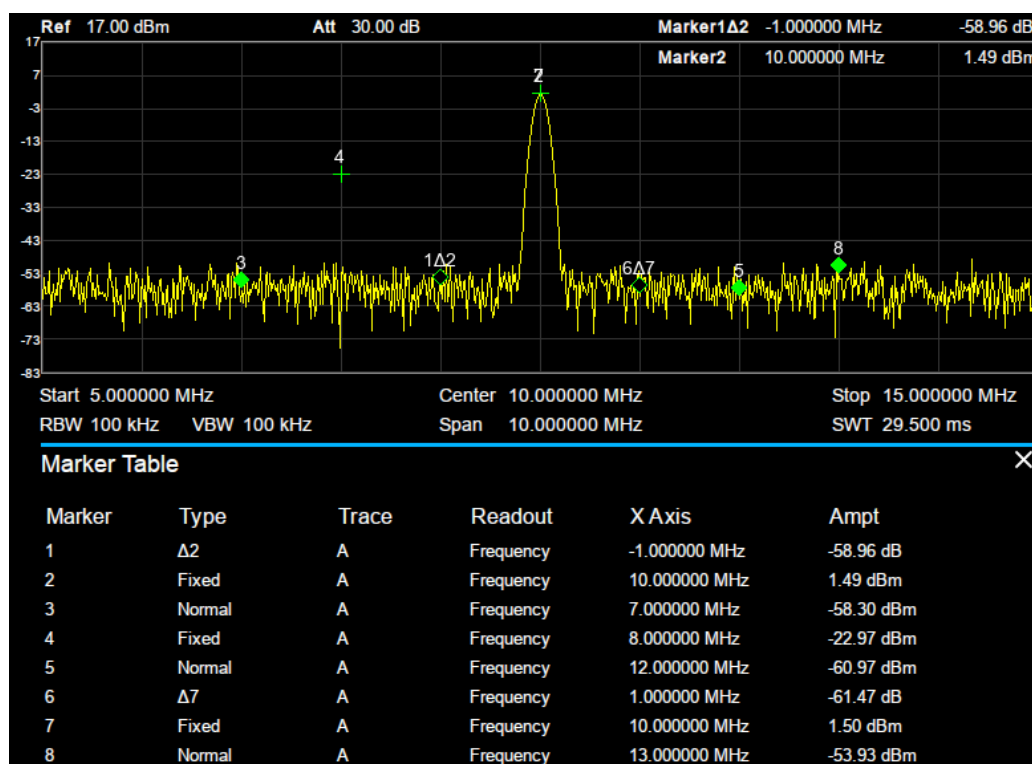 Ref 17.00 dBm Att 30.00 dB Marker1Δ2 -1.000000 MHz -58.96 dB
Marker2 10.000000 MHz 1.49 dBm
17
7
-3
-13
-23
-33
-43
-53
-63
-73
-83
2
4
3
1Δ2
6Δ7
5
8
Start 5.000000 MHz Center 10.000000 MHz Stop 15.000000 MHz
RBW 100 kHz VBW 100 kHz Span 10.000000 MHz SWT 29.500 ms
Marker Table
Marker Type Trace Readout X Axis Ampt
1 Δ2 A Frequency -1.000000 MHz -58.96 dB
2 Fixed A Frequency 10.000000 MHz 1.49 dBm
3 Normal A Frequency 7.000000 MHz -58.30 dBm
4 Fixed A Frequency 8.000000 MHz -22.97 dBm
5 Normal A Frequency 12.000000 MHz -60.97 dBm
6 Δ7 A Frequency 1.000000 MHz -61.47 dB
7 Fixed A Frequency 10.000000 MHz 1.50 dBm
8 Normal A Frequency 13.000000 MHz -53.93 dBm